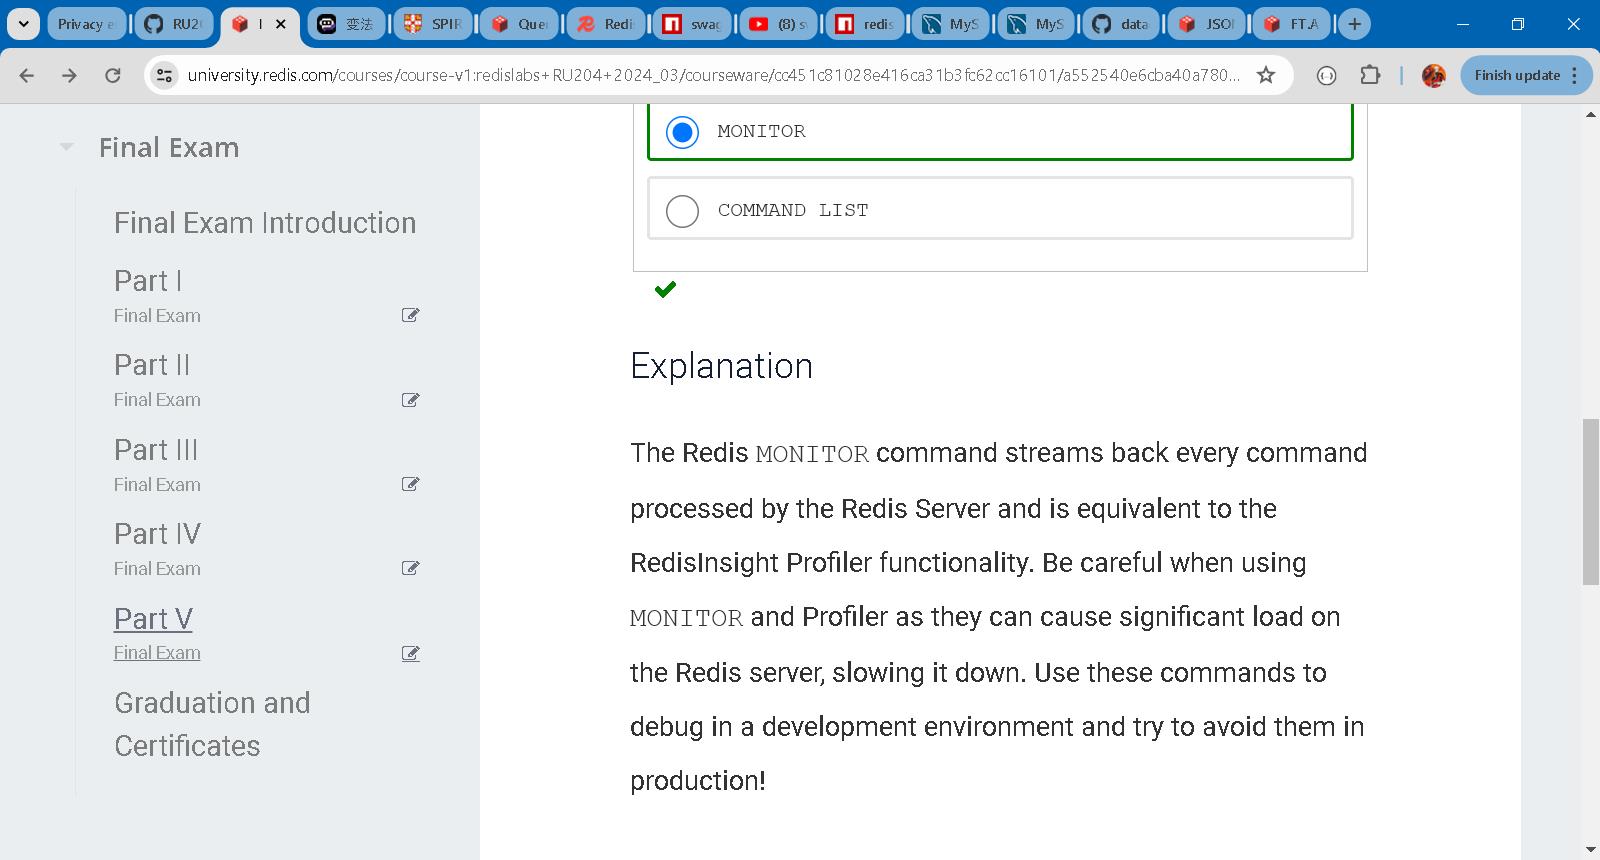 Privacy e
RU2
I
变法
SPIR
Que
Redi
swag
(8) s
redis
MyS
MyS
data
JSO
FT.A
university.redis.com/courses/course-v1:redislabs+RU204+2024_03/courseware/cc451c81028e416ca31b3fc62cc16101/a552540e6cba40a780...
Finish update
Final Exam
Final Exam Introduction
Part I
Final Exam
Part II
Final Exam
Part III
Final Exam
Part IV
Final Exam
Part V
Final Exam
Graduation and
Certificates
MONITOR
COMMAND LIST
Explanation
The Redis MONITOR command streams back every command
processed by the Redis Server and is equivalent to the
RedisInsight Profiler functionality. Be careful when using
MONITOR and Profiler as they can cause significant load on
the Redis server, slowing it down. Use these commands to
debug in a development environment and try to avoid them in
production!